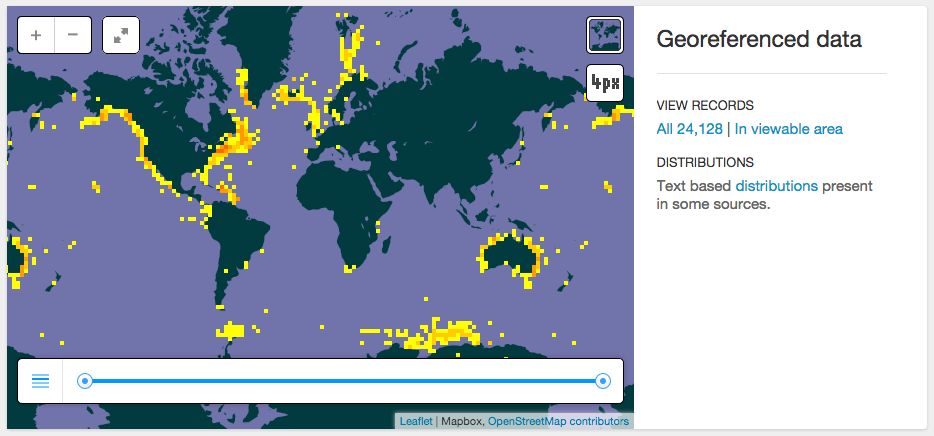 + −
4px
Georeferenced data
VIEW RECORDS
All 24,128 | In viewable area
DISTRIBUTIONS
Text based distributions present
in some sources.
Leaflet | Mapbox, OpenStreetMap contributors